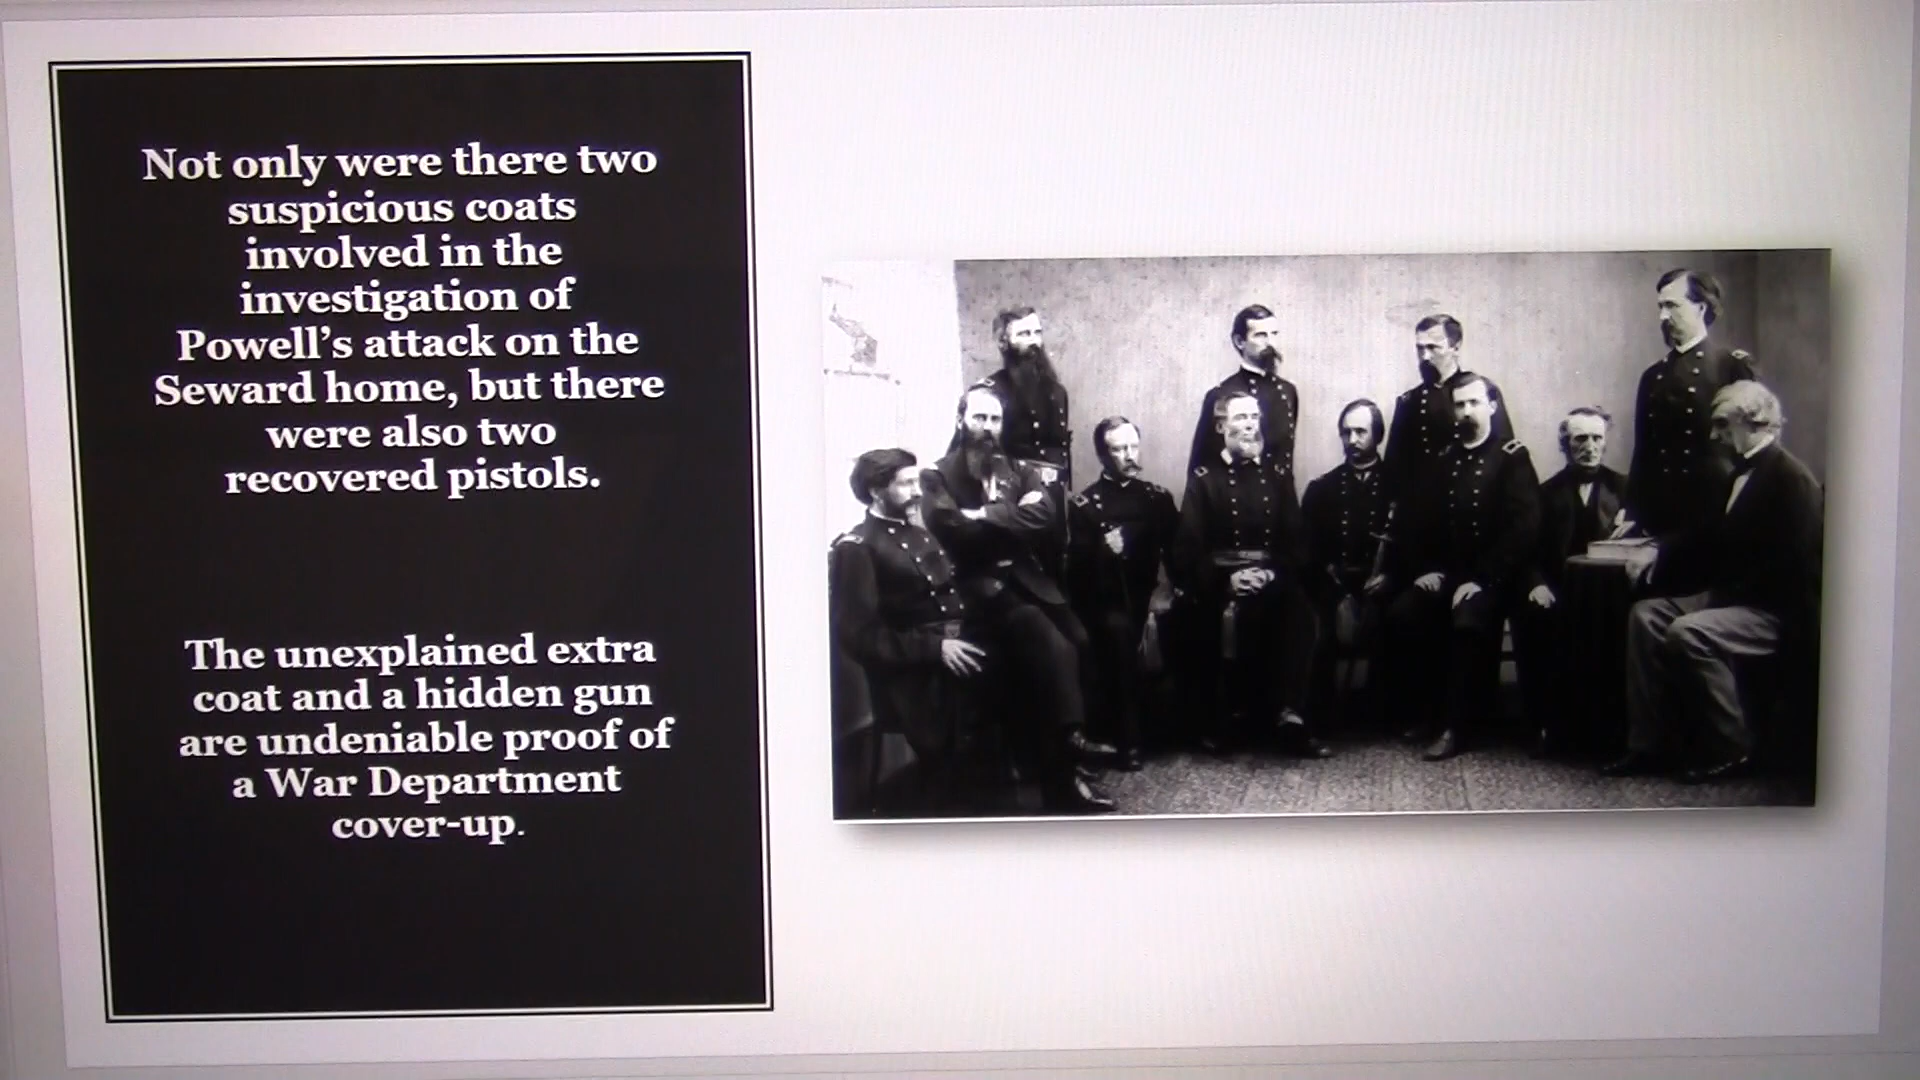 Not only were there two
suspicious coats
involved in the
investigation of
Powell’s attack on the
Seward home, but there
were also two
recovered pistols.
The unexplained extra
coat and a hidden gun
are undeniable proof of
a War Department
cover-up.